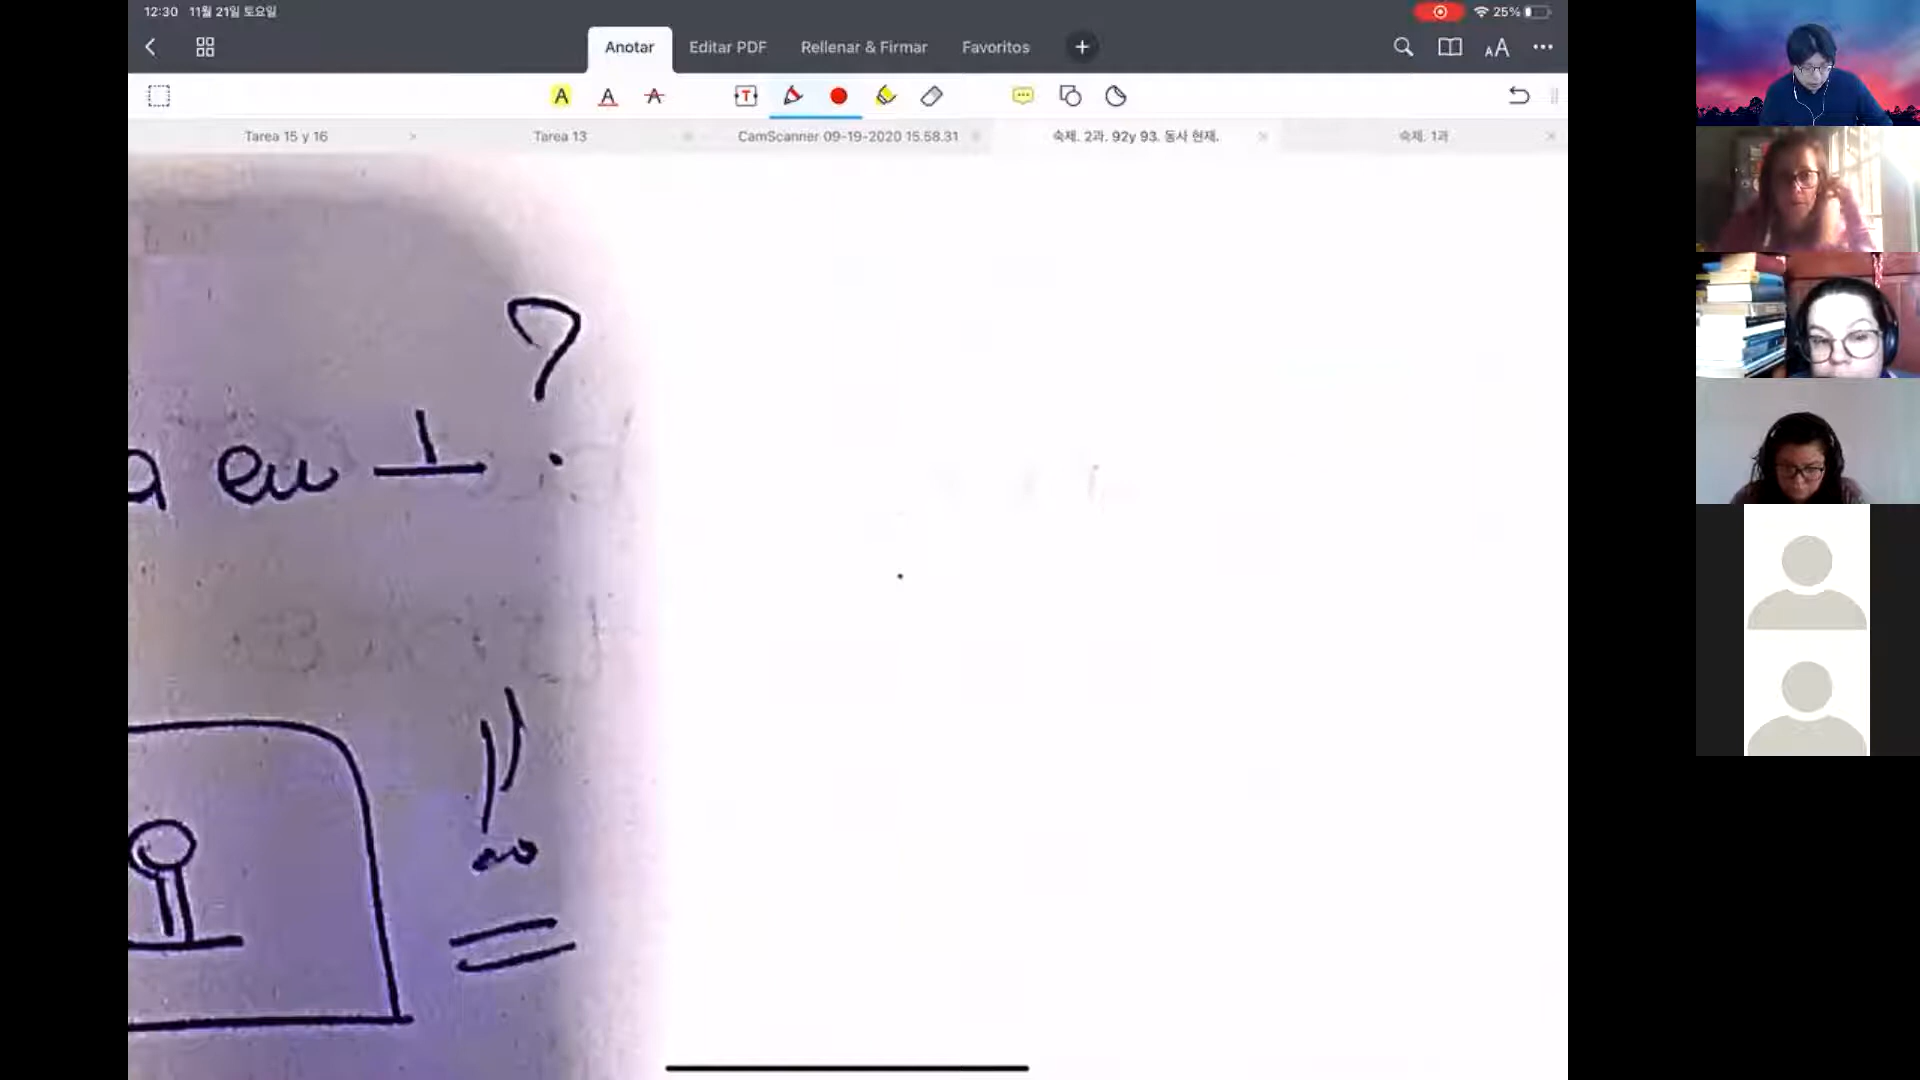 12:30 11월 21일 토요일
25%
Anotar Editar PDF Rellenar & Firmar Favoritos
Tarea 15 y 16 Tarea 13 CamScanner 09-19-2020 15.58.31 숙제. 2과. 92y 93. 동사 현재. 숙제. 1과
a en ㅗ ?